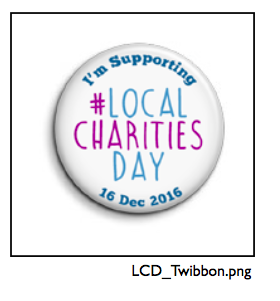 I'm Supporting
#LOCAL
CHARITIES
DAY
16 Dec 2016
LCD_Twibbon.png